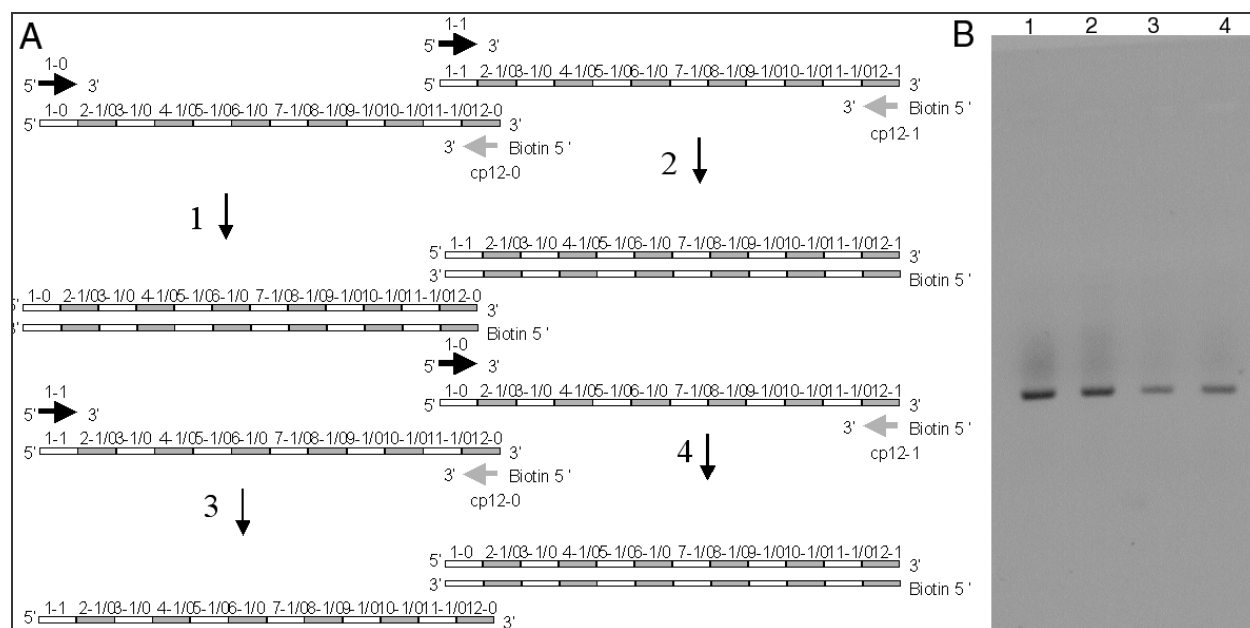 A
1-0
5' 3'
1-0 2-1/03-1/0 4-1/05-1/06-1/0 7-1/08-1/09-1/010-1/011-1/012-0
5' 3'
3' Biotin 5 '
cp12-0
1
1-0 2-1/03-1/0 4-1/05-1/06-1/0 7-1/08-1/09-1/010-1/011-1/012-0
3'
Biotin 5 '
1-1
5' 3'
1-1 2-1/03-1/0 4-1/05-1/06-1/0 7-1/08-1/09-1/010-1/011-1/012-0
5' 3'
3' Biotin 5 '
cp12-0
3
1-1 2-1/03-1/0 4-1/05-1/06-1/0 7-1/08-1/09-1/010-1/011-1/012-0
5' 3'
1-1
5' 3'
1-1 2-1/03-1/0 4-1/05-1/06-1/0 7-1/08-1/09-1/010-1/011-1/012-1
5' 3'
3' Biotin 5 '
cp12-1
2
1-1 2-1/03-1/0 4-1/05-1/06-1/0 7-1/08-1/09-1/010-1/011-1/012-1
5' 3'
3' Biotin 5 '
1-0
5' 3'
1-0 2-1/03-1/0 4-1/05-1/06-1/0 7-1/08-1/09-1/010-1/011-1/012-1
5' 3'
3' Biotin 5 '
cp12-1
4
1-0 2-1/03-1/0 4-1/05-1/06-1/0 7-1/08-1/09-1/010-1/011-1/012-1
5' 3'
3' Biotin 5 '
B
1 2 3 4